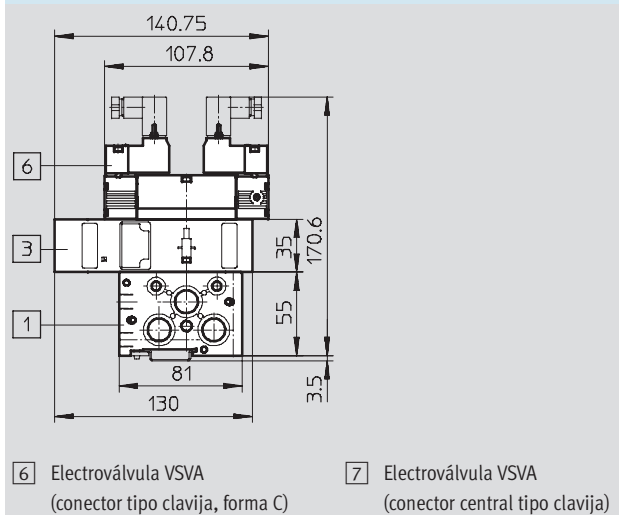 140.75
107.8
6
3
35
170.6
1
55
81
3.5
130
6 Electroválvula VSVA
(conector tipo clavija, forma C)
7 Electroválvula VSVA
(conector central tipo clavija)